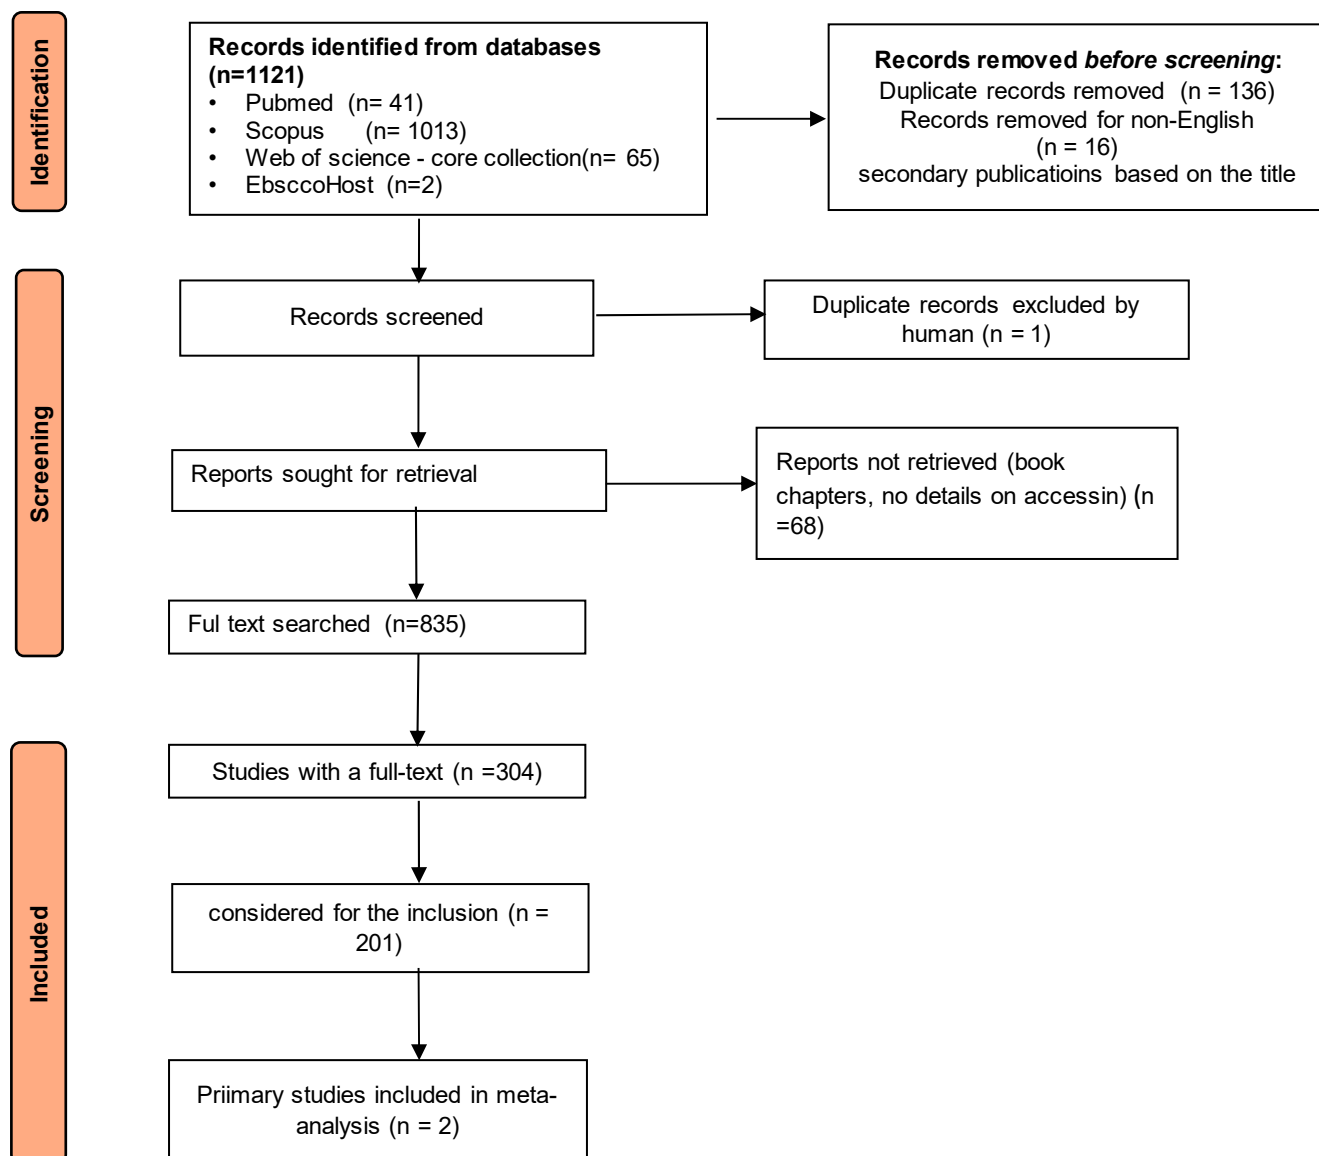 Identification
Records identified from databases
(n=1121)
• Pubmed (n= 41)
• Scopus (n= 1013)
• Web of science - core collection(n= 65)
• EbsccoHost (n=2)
Records removed before screening:
Duplicate records removed (n = 136)
Records removed for non-English
(n = 16)
secondary publicatioins based on the title
Screening
Records screened
Duplicate records excluded by
human (n = 1)
Reports sought for retrieval
Reports not retrieved (book
chapters, no details on accessin) (n
=68)
Ful text searched (n=835)
Included
Studies with a full-text (n =304)
considered for the inclusion (n =
201)
Priimary studies included in meta-
analysis (n = 2)